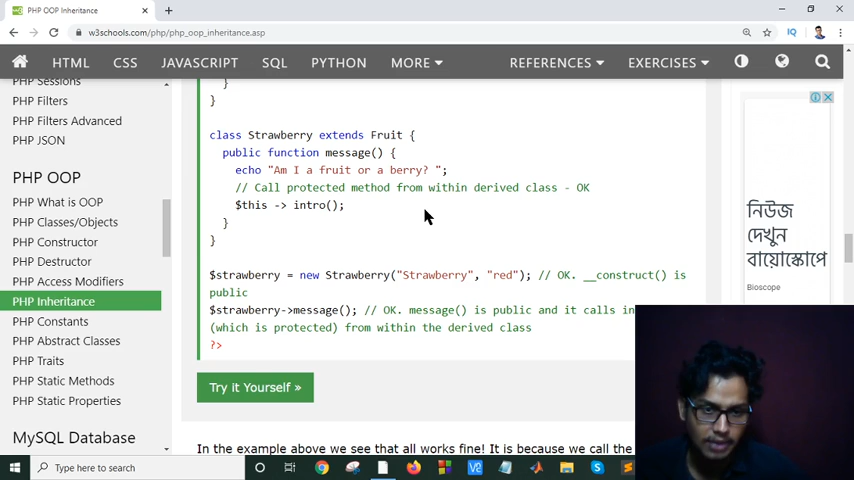 PHP OOP Inheritance
w3schools.com/php/php_oop_inheritance.asp
IQ
HTML CSS JAVASCRIPT SQL PYTHON MORE REFERENCES EXERCISES
PHP Sessions
PHP Filters
PHP Filters Advanced
PHP JSON
PHP OOP
PHP What is OOP
PHP Classes/Objects
PHP Constructor
PHP Destructor
PHP Access Modifiers
PHP Inheritance
PHP Constants
PHP Abstract Classes
PHP Traits
PHP Static Methods
PHP Static Properties
MySQL Database
}
}
class Strawberry extends Fruit {
public function message() {
echo "Am I a fruit or a berry? ";
// Call protected method from within derived class - OK
$this -> intro();
}
}
$strawberry = new Strawberry("Strawberry", "red"); // OK. __construct() is
public
$strawberry->message(); // OK. message() is public and it calls
(which is protected) from within the derived class
?>
Try it Yourself »
In the example above we see that all works fine! It is because we call the
নিউজ
দেখুন
বায়োস্কোপে
Bioscope
Type here to search